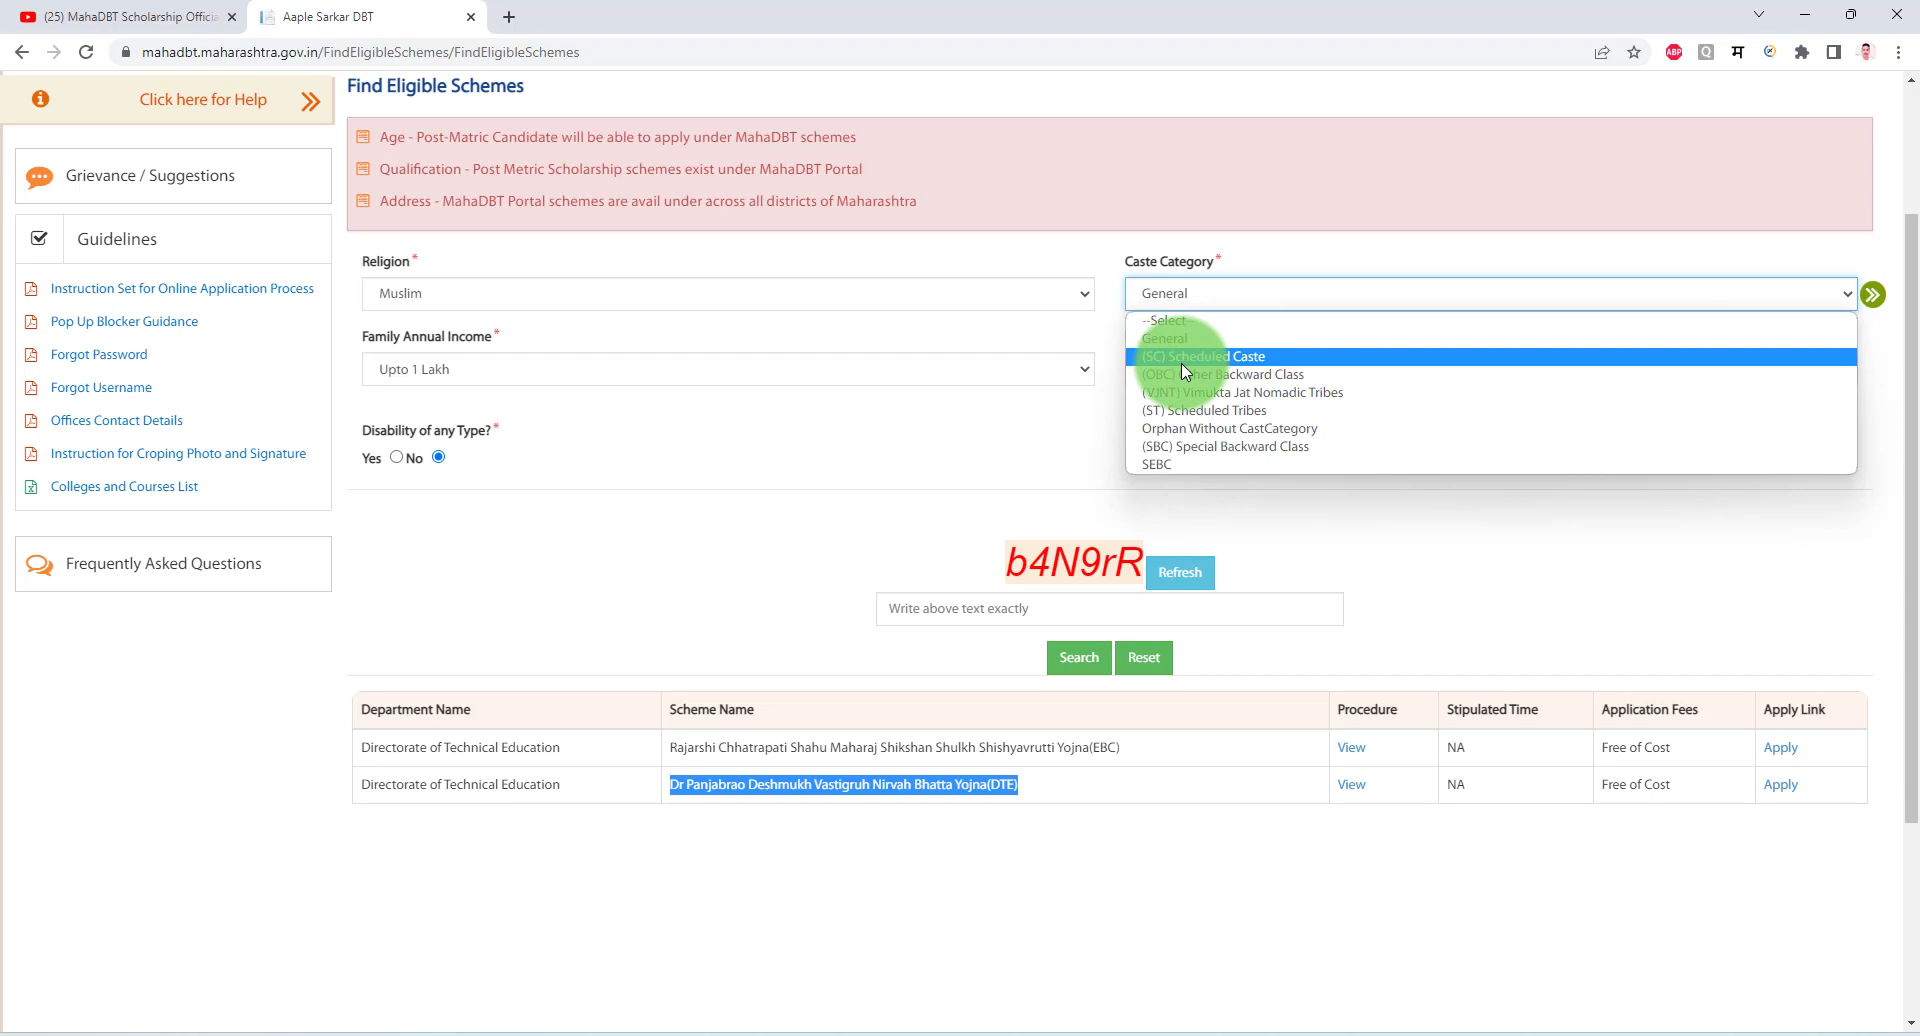 (25) MahaDBT Scholarship Officia
Aaple Sarkar DBT
mahadbt.maharashtra.gov.in/FindEligibleSchemes/FindEligibleSchemes
ABP
Q
म
Click here for Help
Grievance / Suggestions
Guidelines
Instruction Set for Online Application Process
Pop Up Blocker Guidance
Forgot Password
Forgot Username
Offices Contact Details
Instruction for Croping Photo and Signature
Colleges and Courses List
Frequently Asked Questions
Find Eligible Schemes
Age - Post-Matric Candidate will be able to apply under MahaDBT schemes
Qualification - Post Metric Scholarship schemes exist under MahaDBT Portal
Address - MahaDBT Portal schemes are avail under across all districts of Maharashtra
Religion *
Muslim
Caste Category *
General
--Select--
General
(SC) Scheduled Caste
(OBC) Other Backward Class
(VJNT) Vimukta Jat Nomadic Tribes
(ST) Scheduled Tribes
Orphan Without CastCategory
(SBC) Special Backward Class
SEBC
Family Annual Income *
Upto 1 Lakh
Disability of any Type? *
Yes No
b4N9rR
Refresh
Write above text exactly
Search Reset
Department Name Scheme Name Procedure Stipulated Time Application Fees Apply Link
Directorate of Technical Education Rajarshi Chhatrapati Shahu Maharaj Shikshan Shulkh Shishyavrutti Yojna(EBC) View NA Free of Cost Apply
Directorate of Technical Education Dr Panjabrao Deshmukh Vastigruh Nirvah Bhatta Yojna(DTE) View NA Free of Cost Apply